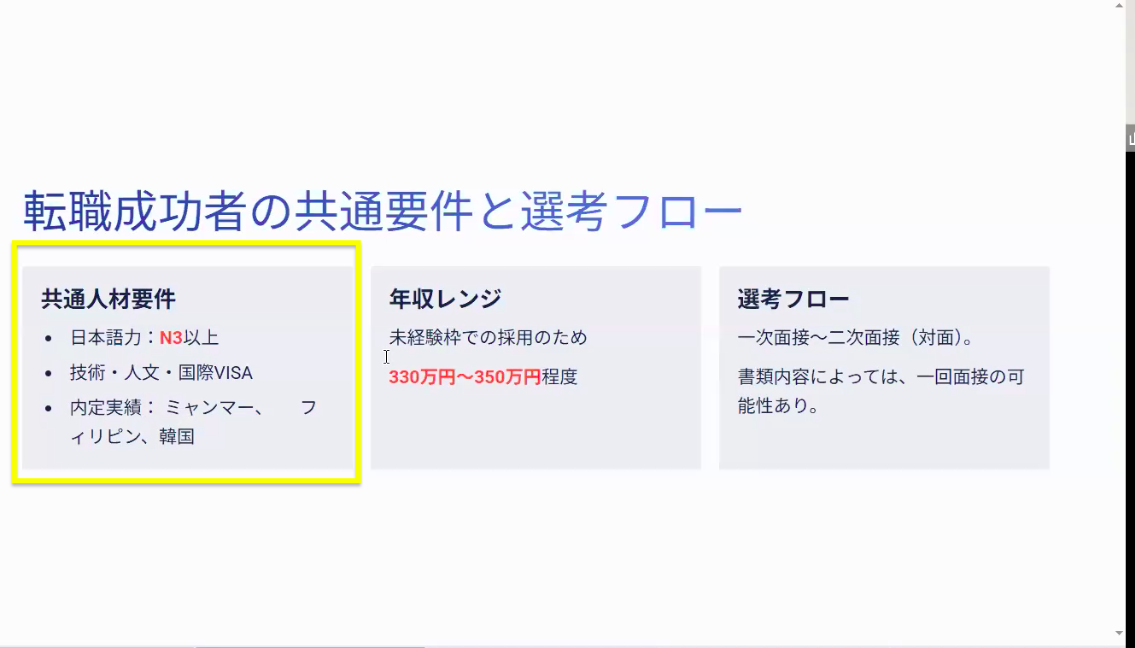 転職成功者の共通要件と選考フロー
共通人材要件
• 日本語力：N3以上
• 技術・人文・国際VISA
• 内定実績： ミャンマー、　　フ
ィリピン、韓国
年収レンジ
未経験枠での採用のため
330万円〜350万円程度
選考フロー
一次面接〜二次面接（対面）。
書類内容によっては、一回面接の可
能性あり。